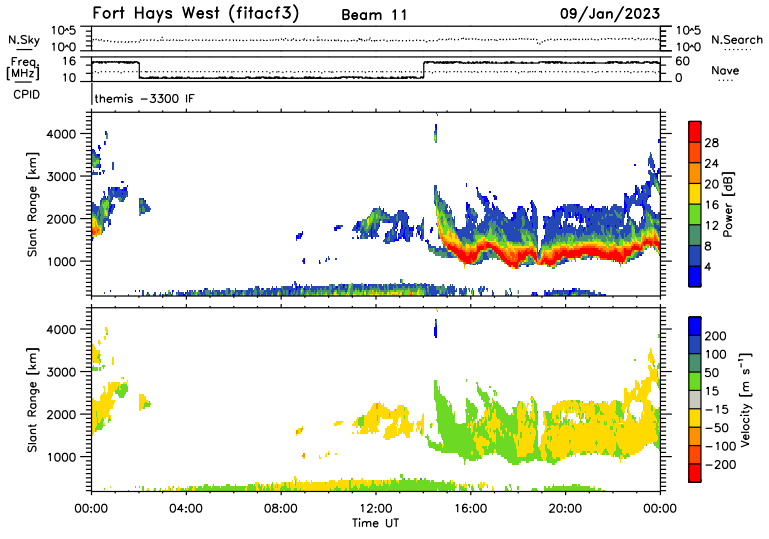 Fort Hays West (fitacf3) Beam 11 09/Jan/2023
10^5 10^5
N.Sky N.Search
10^0 10^0
Freq. 16 60
[MHz] Nave
10 0
CPID themis -3300 IF
4000
3000
2000
1000
Slant Range [km]
28
24
20
16
12
8
4
Power [dB]
4000
3000
2000
1000
Slant Range [km]
200
100
50
15
-15
-50
-100
-200
Velocity [m s^-1]
00:00 04:00 08:00 12:00 16:00 20:00 00:00
Time UT